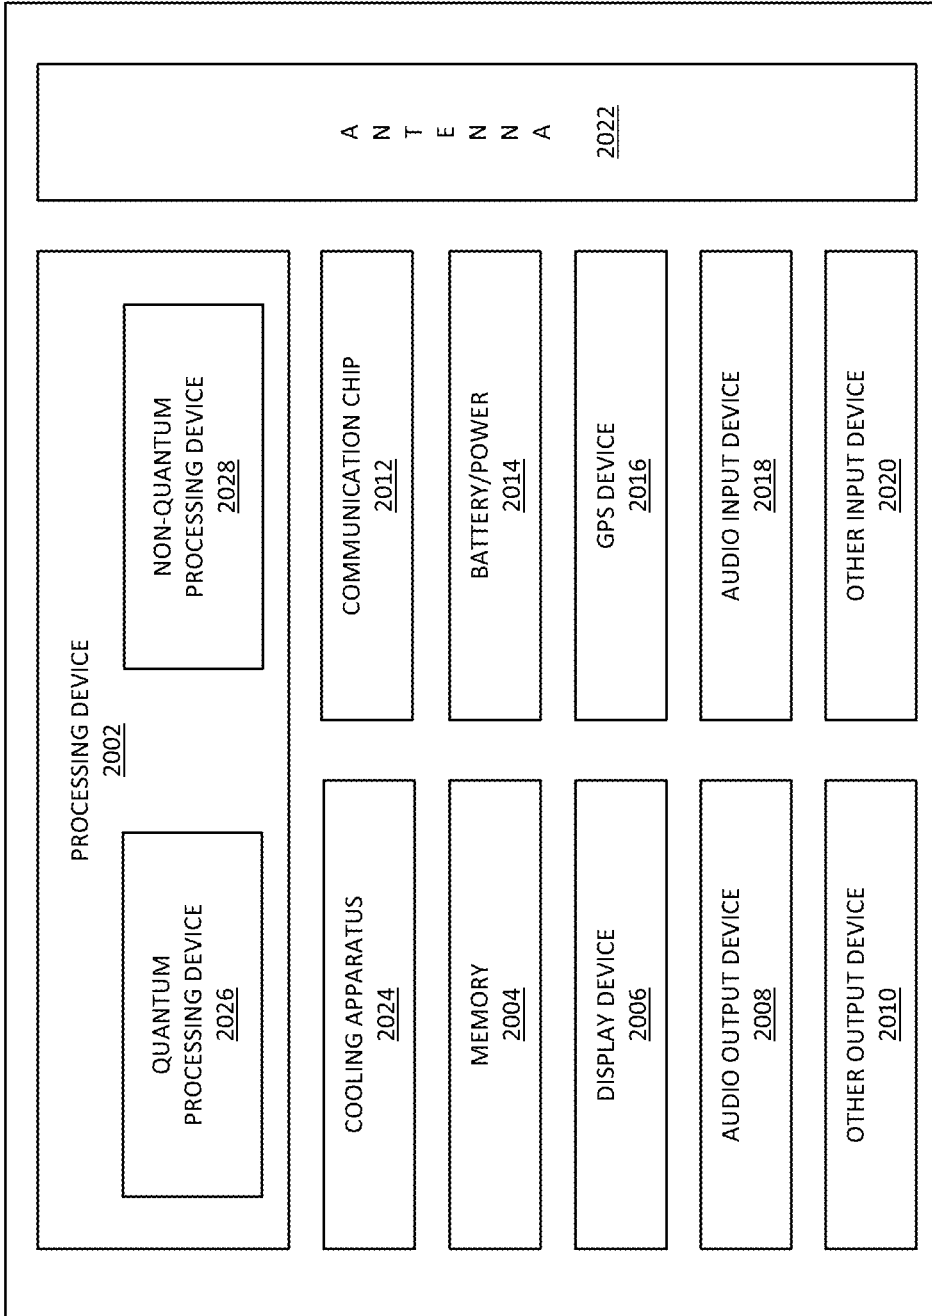 PROCESSING DEVICE
2002
QUANTUM
PROCESSING DEVICE
2026
NON-QUANTUM
PROCESSING DEVICE
2028
COOLING APPARATUS
2024
COMMUNICATION CHIP
2012
MEMORY
2004
BATTERY/POWER
2014
DISPLAY DEVICE
2006
GPS DEVICE
2016
AUDIO OUTPUT DEVICE
2008
AUDIO INPUT DEVICE
2018
OTHER OUTPUT DEVICE
2010
OTHER INPUT DEVICE
2020
A
N
T
E
N
N
A
2022